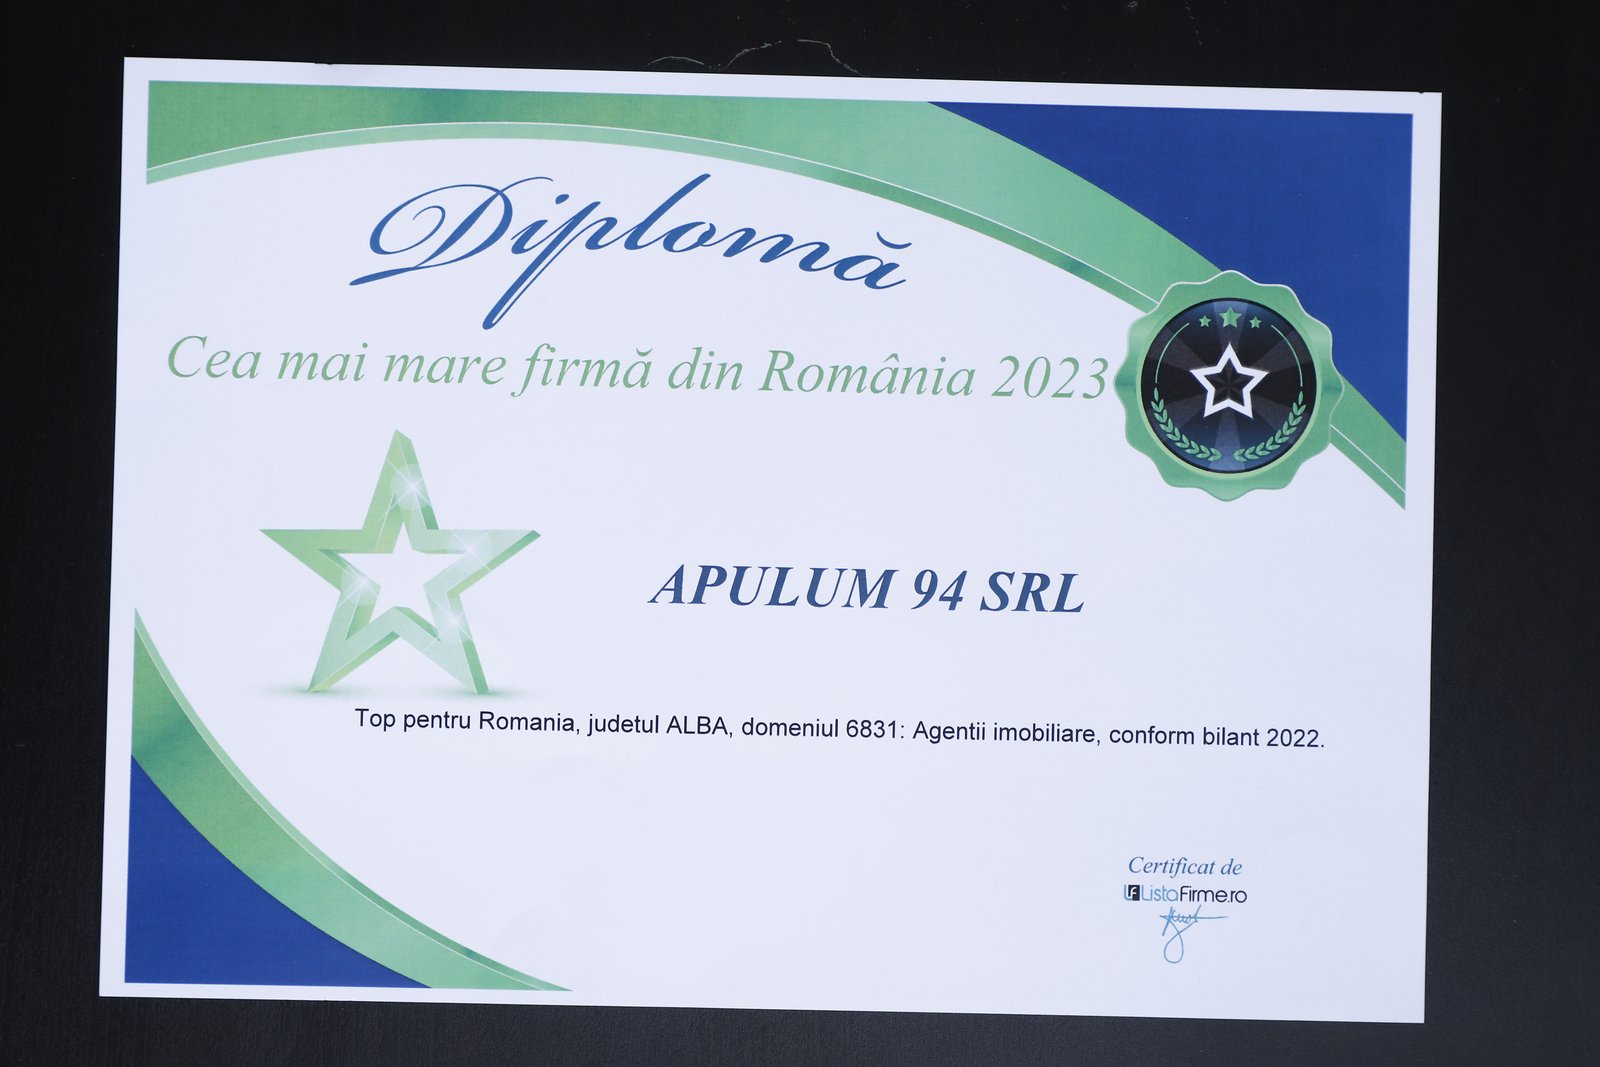 Diplomă
Cea mai mare firmă din România 2023
APULUM 94 SRL
Top pentru Romania, judetul ALBA, domeniul 6831: Agentii imobiliare, conform bilant 2022.
Certificat de
LF ListaFirme.ro